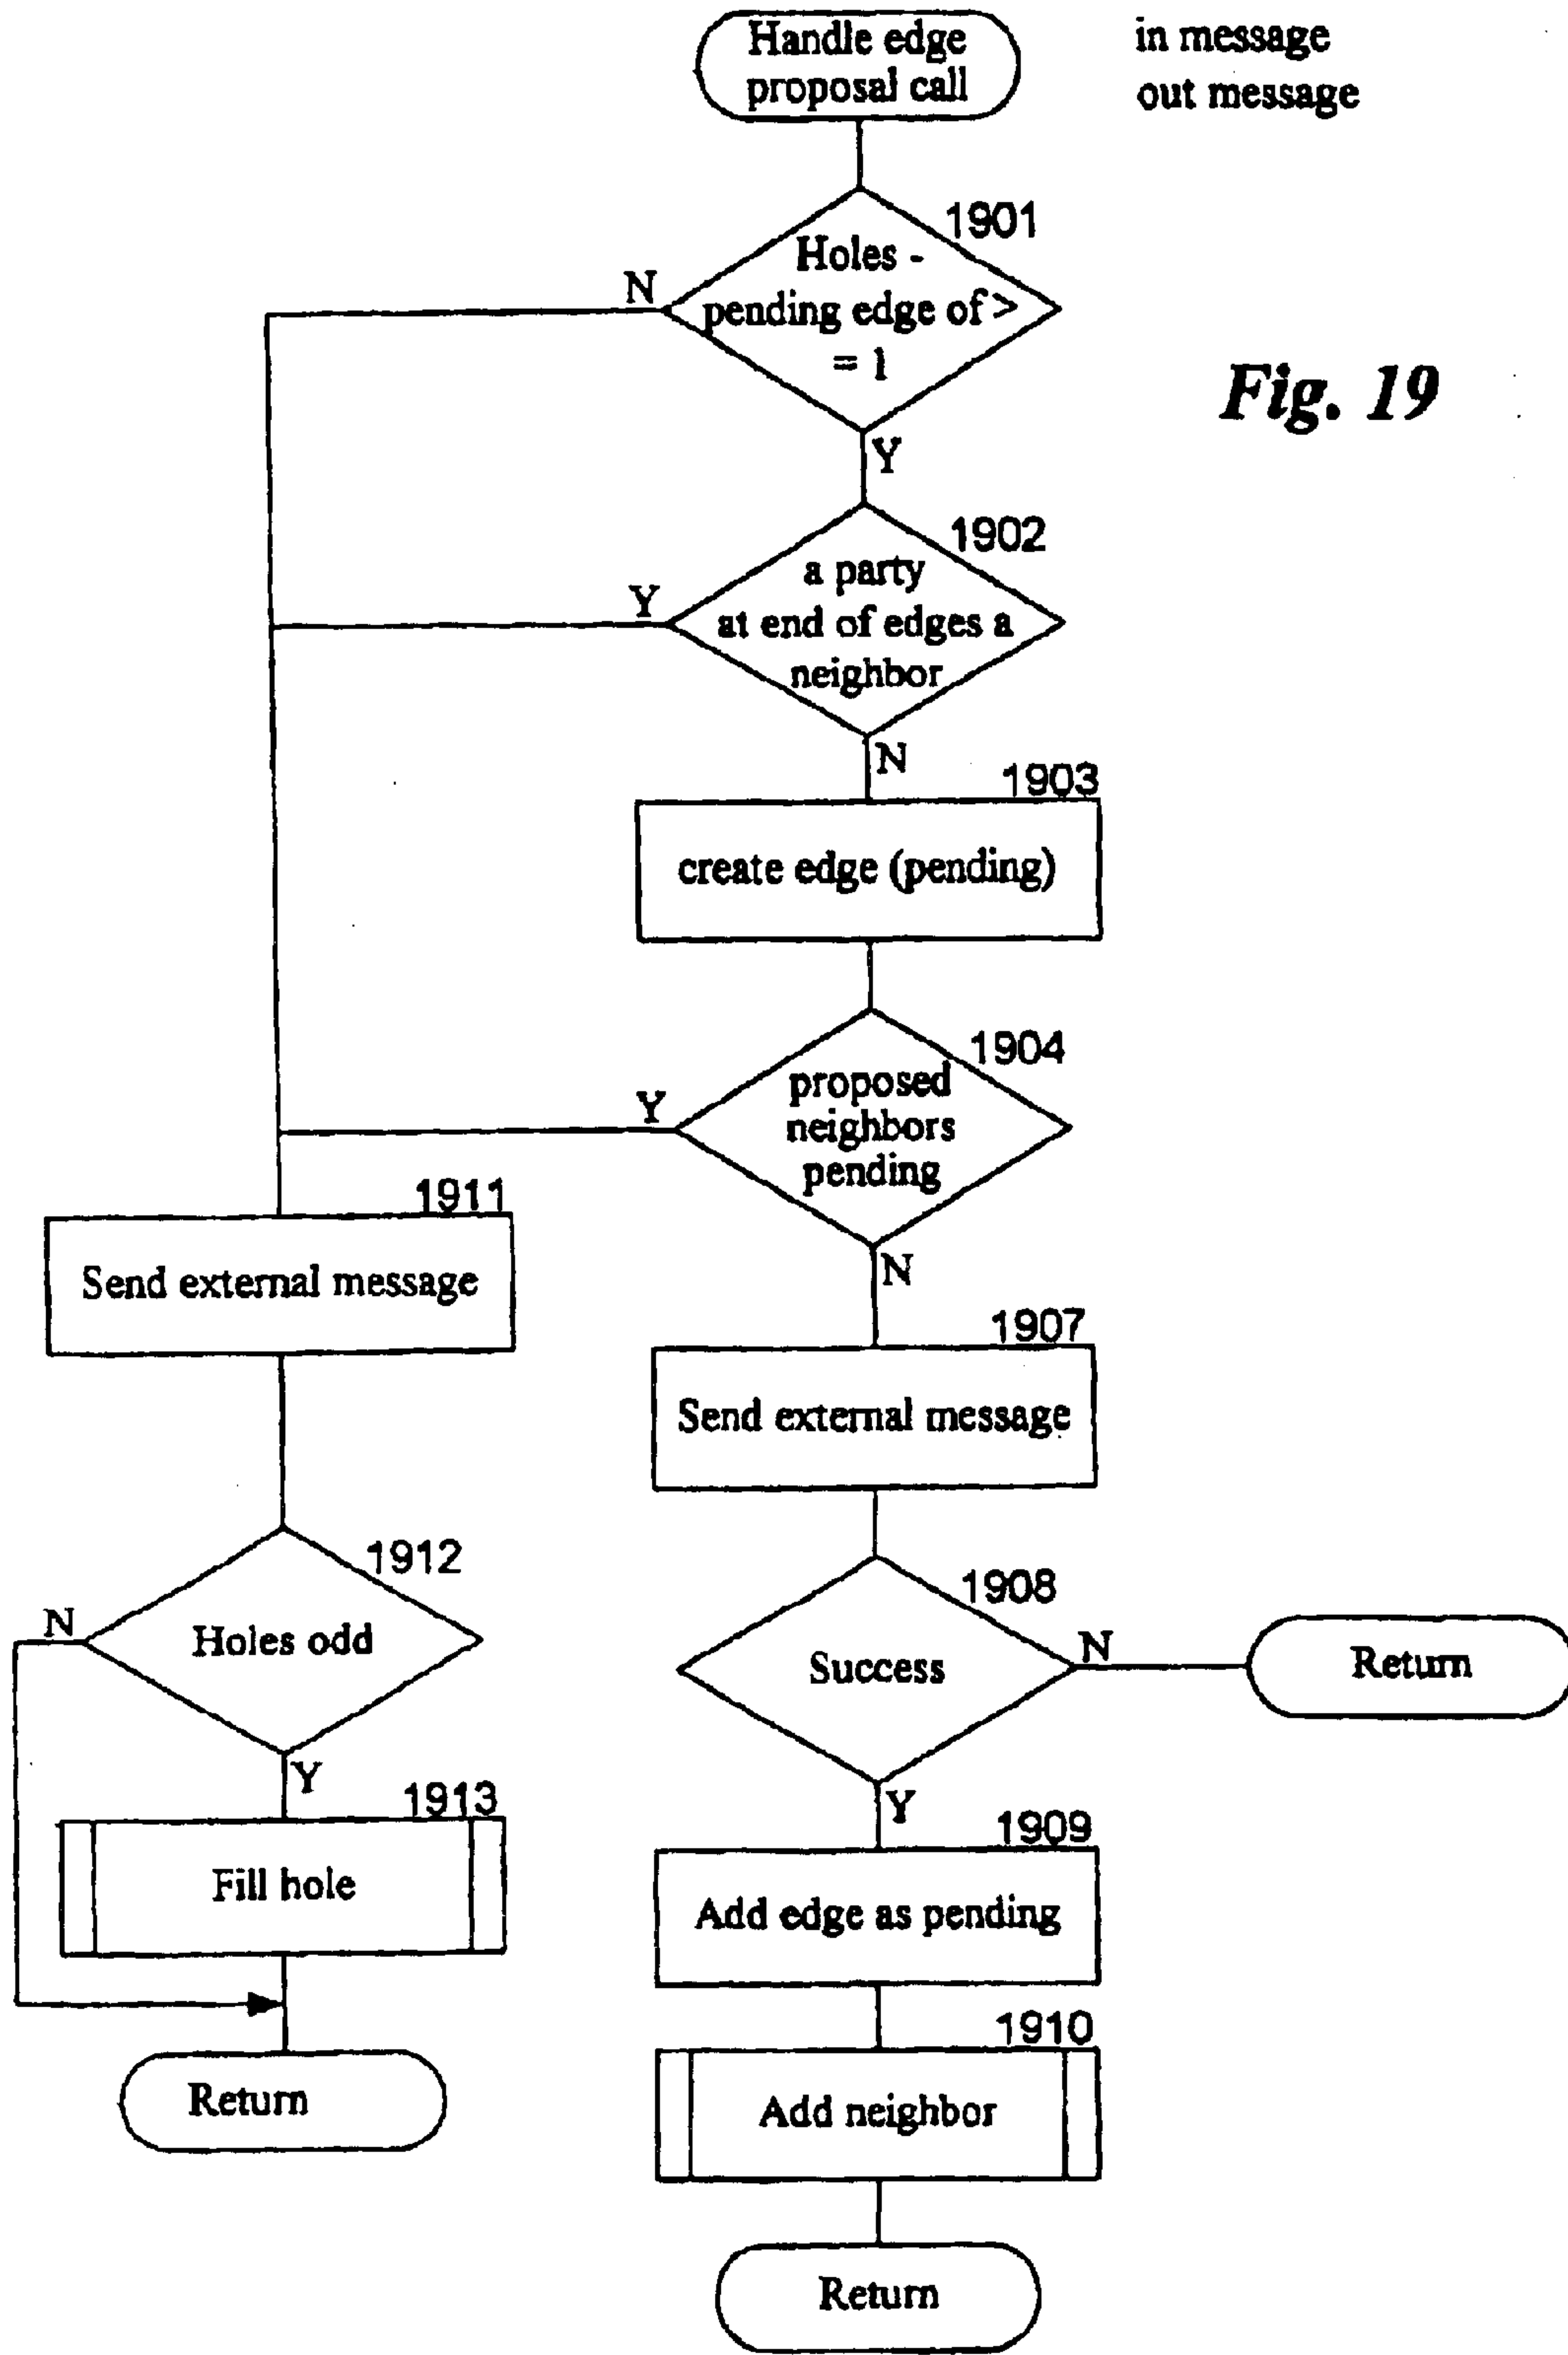 Handle edge
proposal call
in message
out message
1901
Holes -
pending edge of >
= 1
N
Y
Fig. 19
1902
a party
at end of edges a
neighbor
Y
N
1903
create edge (pending)
1904
proposed
neighbors
pending
Y
N
1911
Send external message
1907
Send external message
1912
Holes odd
N
Y
1908
Success
N
Return
Y
1913
Fill hole
1909
Add edge as pending
1910
Add neighbor
Return
Return